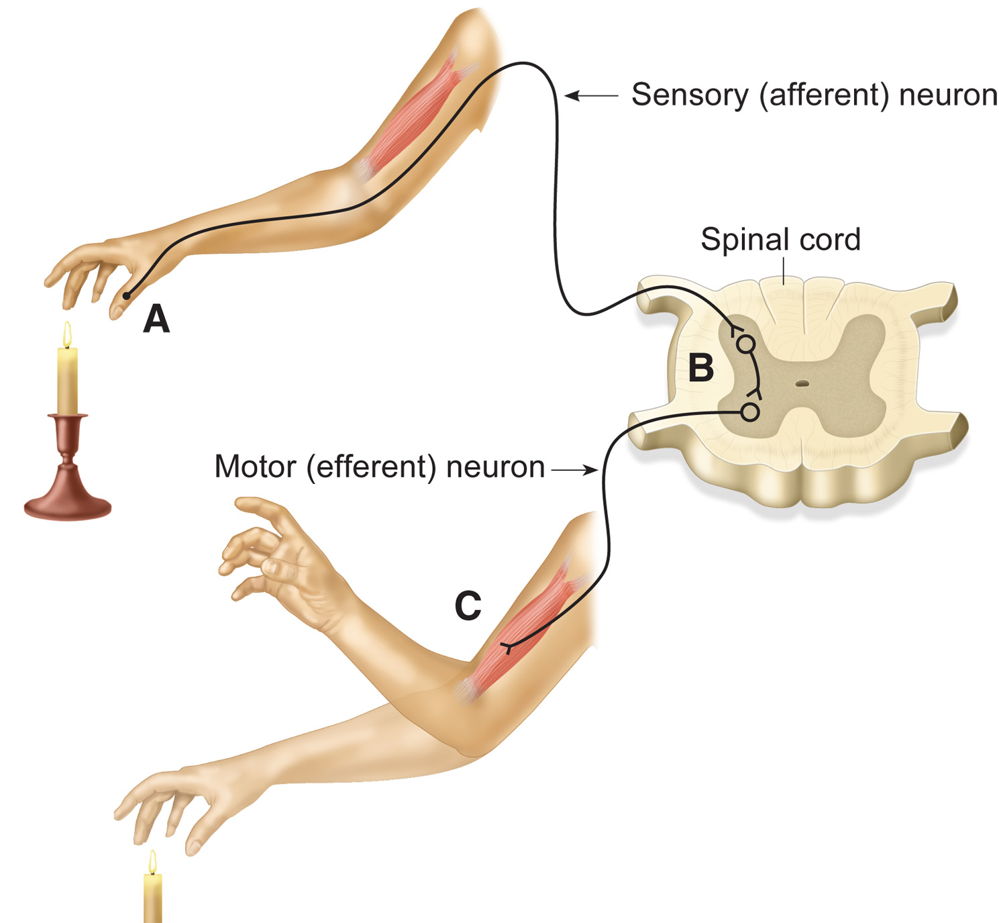 Sensory (afferent) neuron
Spinal cord
A
B
Motor (efferent) neuron
C